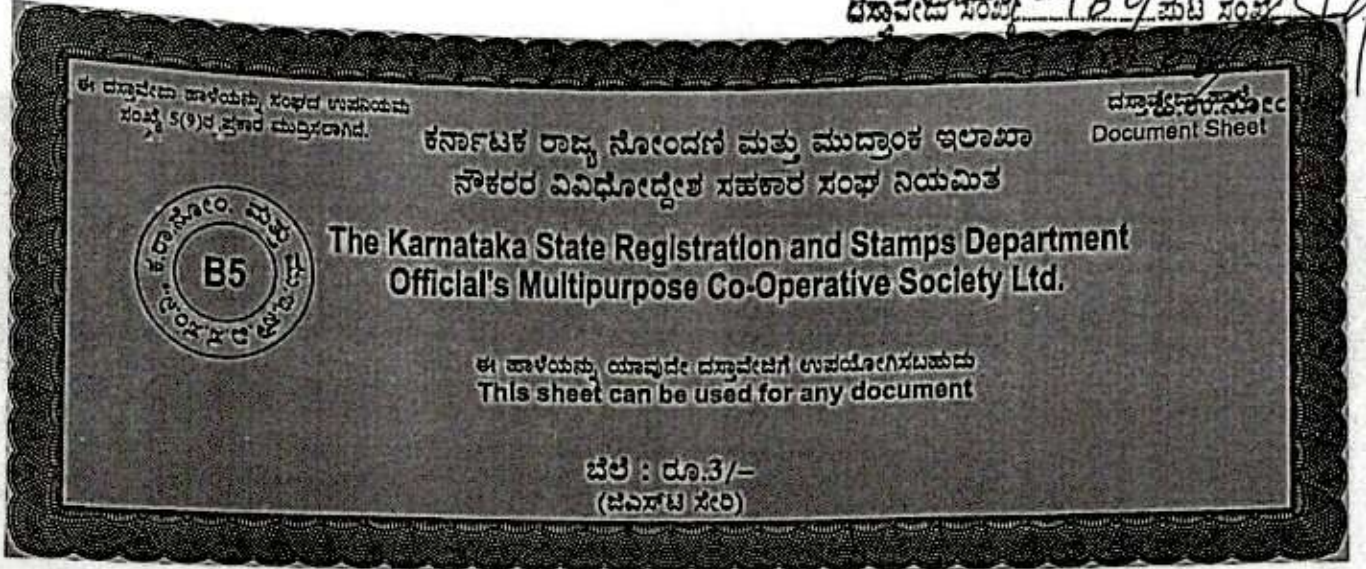 ದಸ್ತಾವೇಜು ಸಂಖ್ಯೆ ಪುಟ ಸಂಖ್ಯೆ
ಈ ದಸ್ತಾವೇಜು ಹಾಳೆಯನ್ನು ಸಂಘದ ಉಪನಿಯಮ
ಸಂಖ್ಯೆ 5(9)ರ ಪ್ರಕಾರ ಮುದ್ರಿಸಲಾಗಿದೆ.
Document Sheet
ಕರ್ನಾಟಕ ರಾಜ್ಯ ನೋಂದಣಿ ಮತ್ತು ಮುದ್ರಾಂಕ ಇಲಾಖಾ
ನೌಕರರ ವಿವಿಧೋದ್ದೇಶ ಸಹಕಾರ ಸಂಘ ನಿಯಮಿತ
B5
The Karnataka State Registration and Stamps Department
Official's Multipurpose Co-Operative Society Ltd.
ಈ ಹಾಳೆಯನ್ನು ಯಾವುದೇ ದಸ್ತಾವೇಜಿಗೆ ಉಪಯೋಗಿಸಬಹುದು
This sheet can be used for any document
ಬೆಲೆ : ರೂ.3/–
(ಜಿಎಸ್‌ಟಿ ಸೇರಿ)